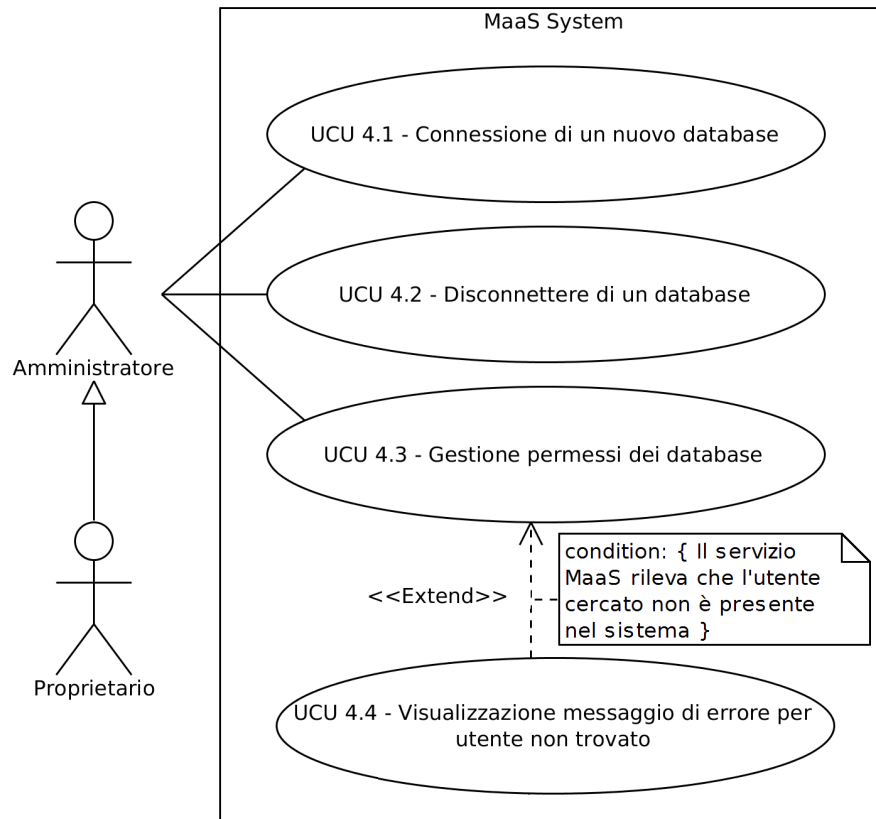 MaaS System
UCU 4.1 - Connessione di un nuovo database
UCU 4.2 - Disconnettere di un database
Amministratore
UCU 4.3 - Gestione permessi dei database
<<Extend>>
condition: { Il servizio
MaaS rileva che l'utente
cercato non è presente
nel sistema }
Proprietario
UCU 4.4 - Visualizzazione messaggio di errore per
utente non trovato